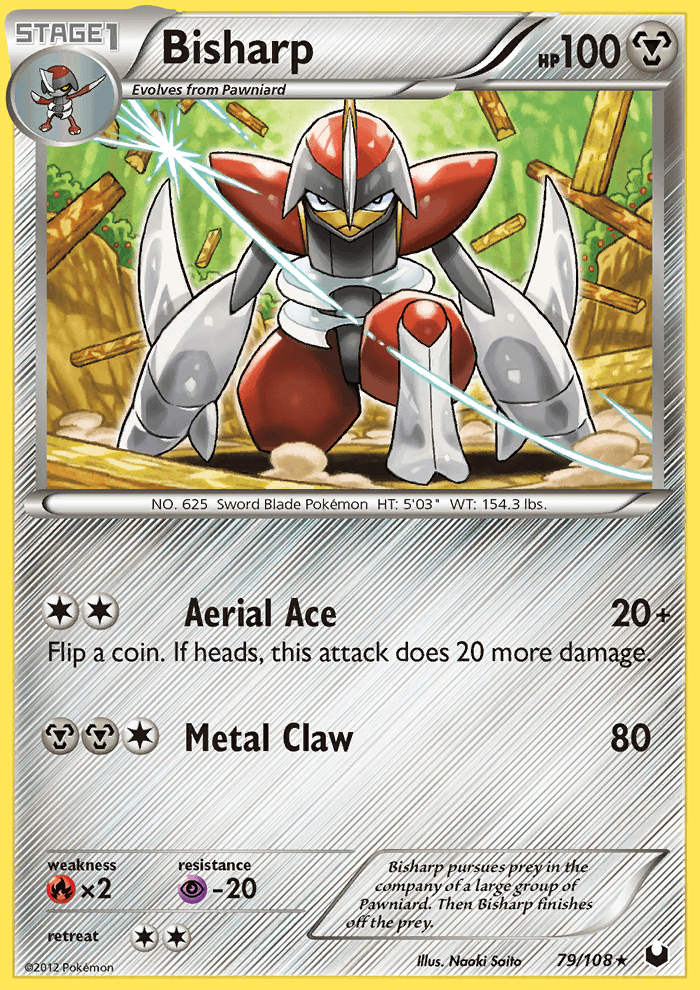 STAGE1
Bisharp
HP100
Evolves from Pawniard
NO. 625 Sword Blade Pokémon HT: 5'03" WT: 154.3 lbs.
Aerial Ace 20+
Flip a coin. If heads, this attack does 20 more damage.
Metal Claw 80
weakness
×2
resistance
-20
retreat
Bisharp pursues prey in the
company of a large group of
Pawniard. Then Bisharp finishes
off the prey.
©2012 Pokémon
Illus. Naoki Saito
79/108★